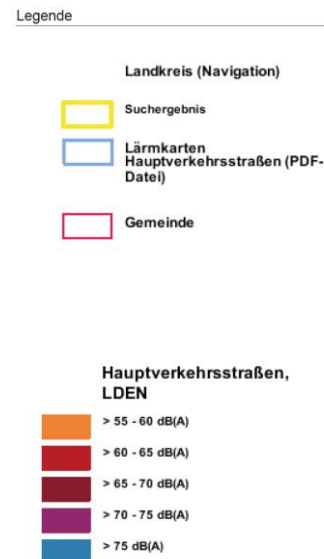 Legende
Landkreis (Navigation)
Suchergebnis
Lärmkarten
Hauptverkehrsstraßen (PDF-
Datei)
Gemeinde
Hauptverkehrsstraßen,
LDEN
> 55 - 60 dB(A)
> 60 - 65 dB(A)
> 65 - 70 dB(A)
> 70 - 75 dB(A)
> 75 dB(A)